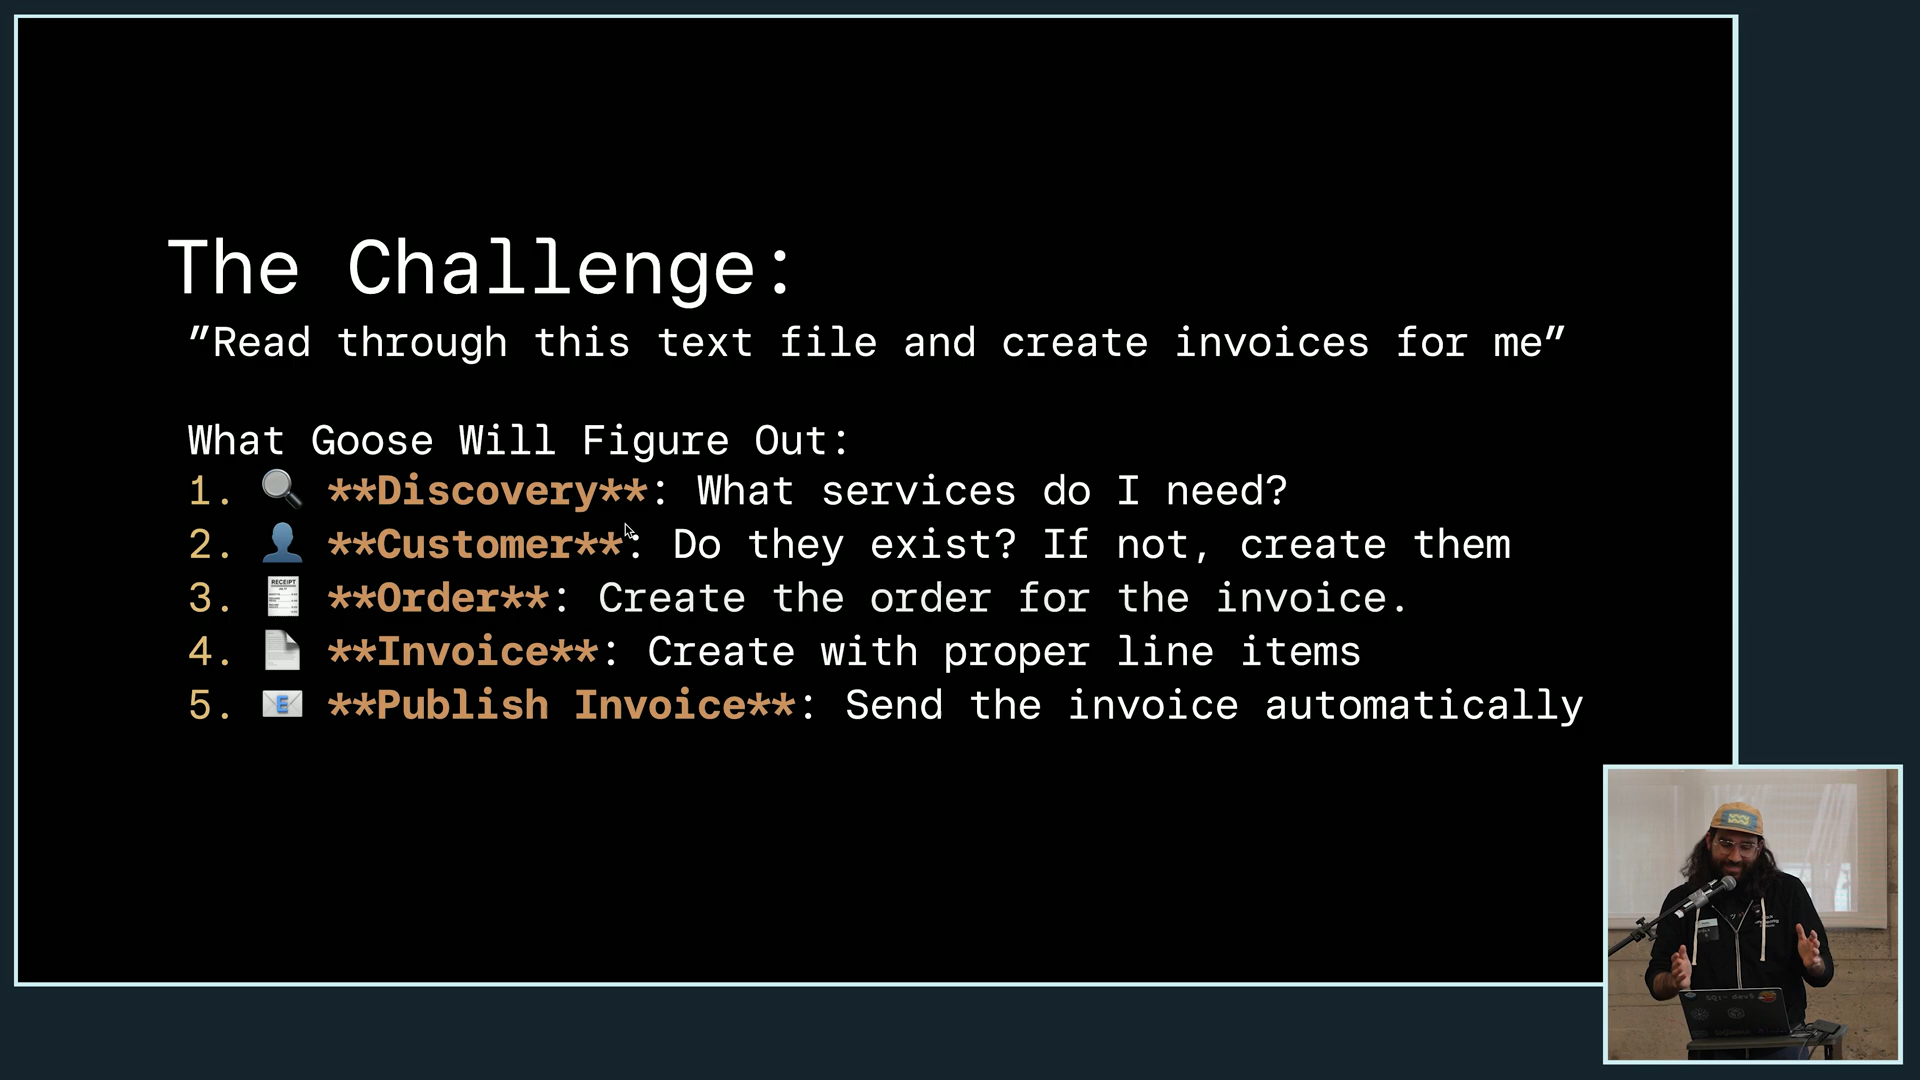 The Challenge:
”Read through this text file and create invoices for me”
What Goose Will Figure Out:
1. 🔍 **Discovery**: What services do I need?
2. 👤 **Customer**: Do they exist? If not, create them
3. 🧾 **Order**: Create the order for the invoice.
4. 📄 **Invoice**: Create with proper line items
5. 📧 **Publish Invoice**: Send the invoice automatically